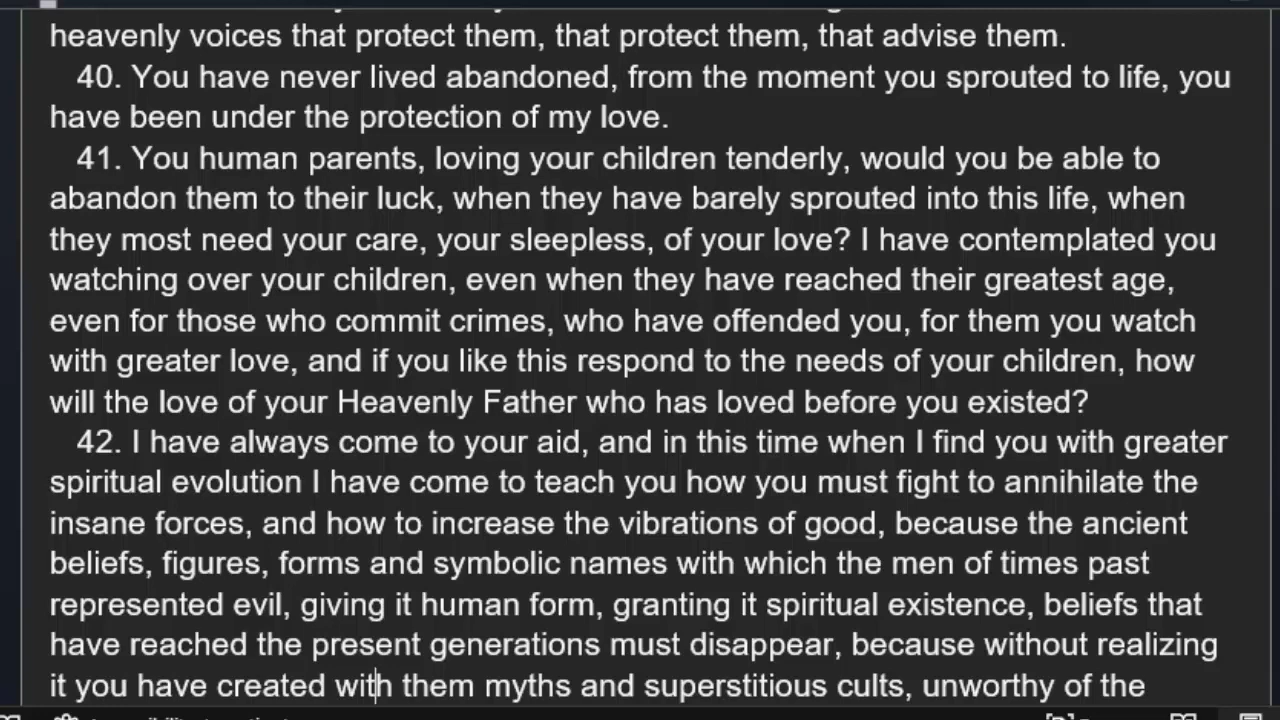 heavenly voices that protect them, that protect them, that advise them.
40. You have never lived abandoned, from the moment you sprouted to life, you
have been under the protection of my love.
41. You human parents, loving your children tenderly, would you be able to
abandon them to their luck, when they have barely sprouted into this life, when
they most need your care, your sleepless, of your love? I have contemplated you
watching over your children, even when they have reached their greatest age,
even for those who commit crimes, who have offended you, for them you watch
with greater love, and if you like this respond to the needs of your children, how
will the love of your Heavenly Father who has loved before you existed?
42. I have always come to your aid, and in this time when I find you with greater
spiritual evolution I have come to teach you how you must fight to annihilate the
insane forces, and how to increase the vibrations of good, because the ancient
beliefs, figures, forms and symbolic names with which the men of times past
represented evil, giving it human form, granting it spiritual existence, beliefs that
have reached the present generations must disappear, because without realizing
it you have created with them myths and superstitious cults, unworthy of the